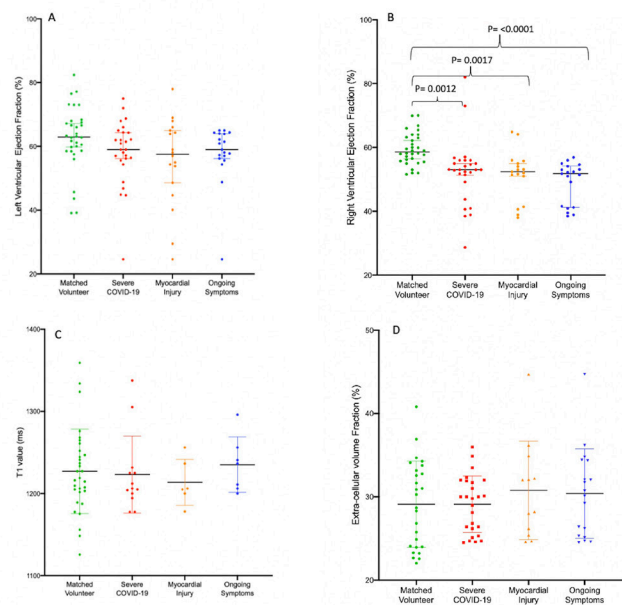 A
Left Ventricular Ejection Fraction (%)
100
80
60
40
20
Matched Volunteer
Severe COVID-19
Myocardial Injury
Ongoing Symptoms
B
P= <0.0001
P= 0.0017
P= 0.0012
Right Ventricular Ejection Fraction (%)
100
80
60
40
20
Matched Volunteer
Severe COVID-19
Myocardial Injury
Ongoing Symptoms
C
T1 value (ms)
1400
1300
1200
1100
Matched Volunteer
Severe COVID-19
Myocardial Injury
Ongoing Symptoms
D
Extra-cellular volume Fraction (%)
50
40
30
20
Matched Volunteer
Severe COVID-19
Myocardial Injury
Ongoing Symptoms